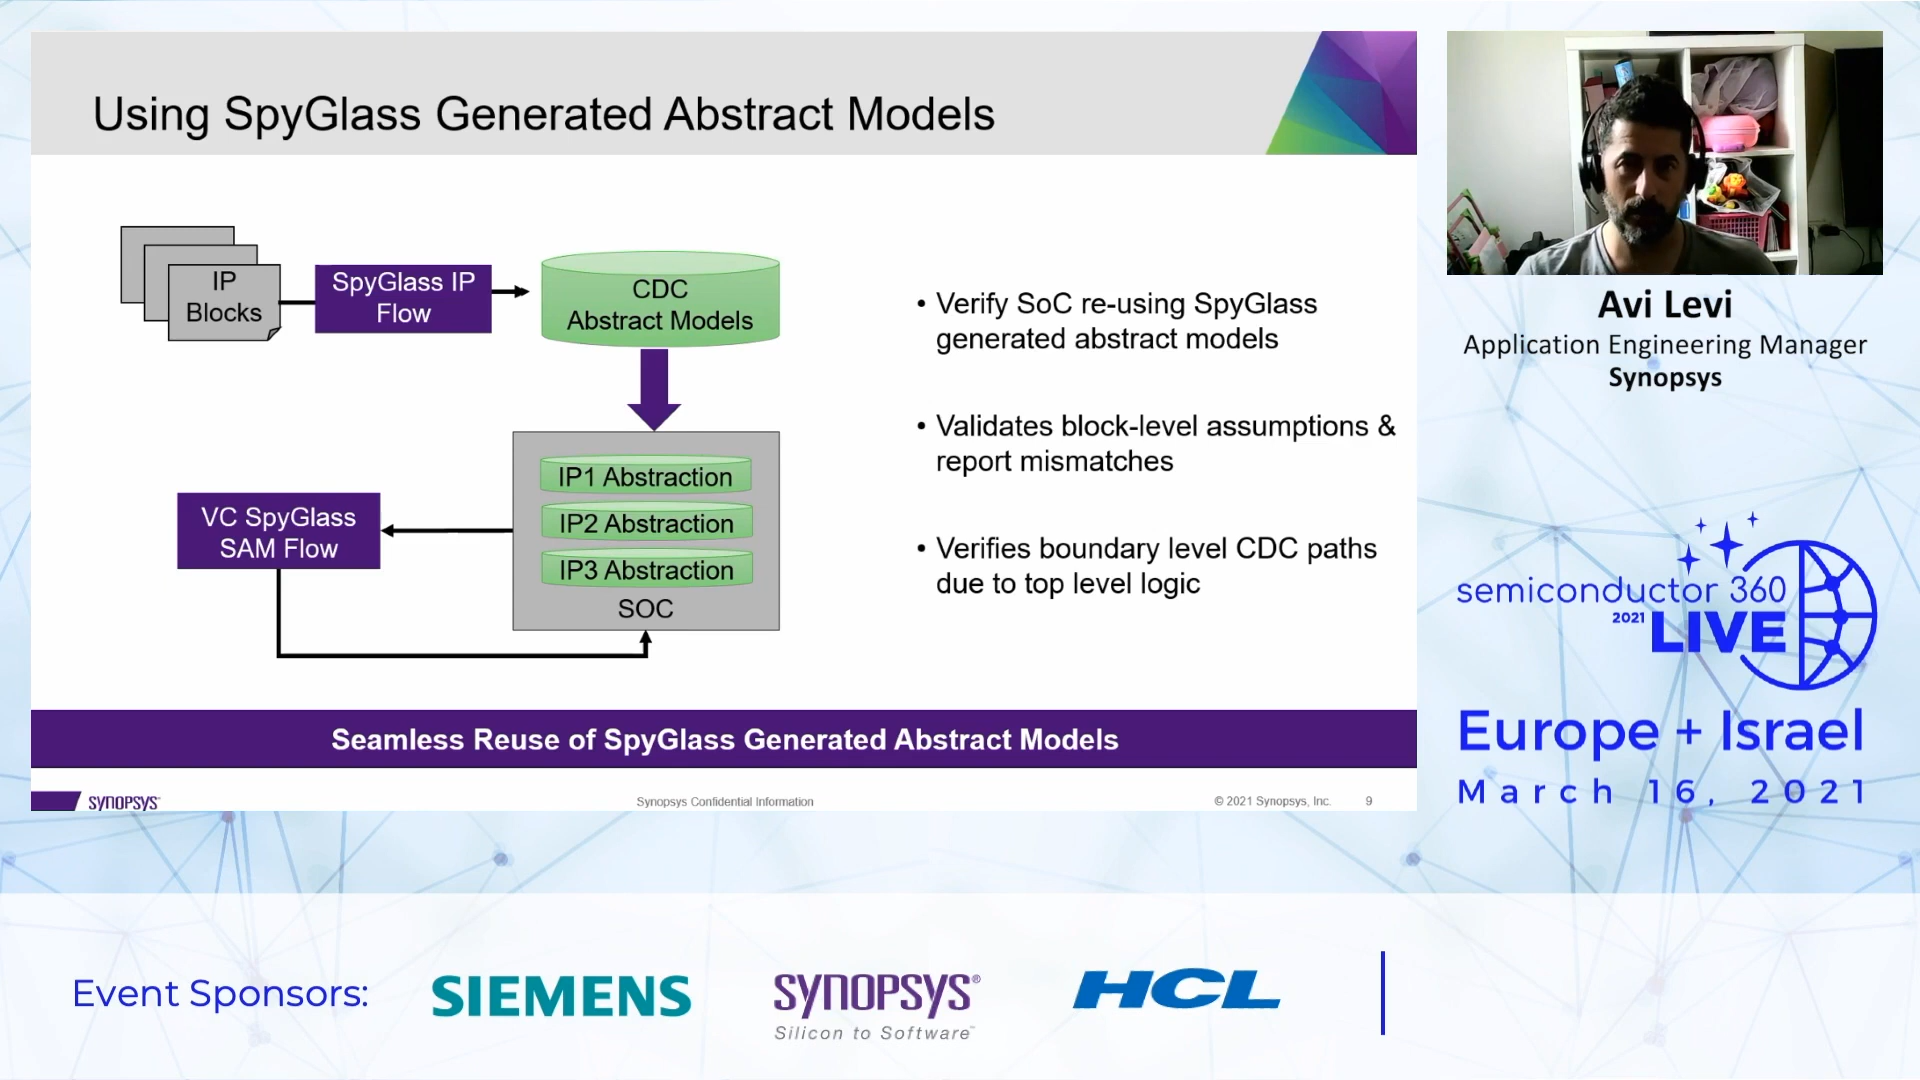 Using SpyGlass Generated Abstract Models
IP
Blocks
SpyGlass IP
Flow
CDC
Abstract Models
IP1 Abstraction
IP2 Abstraction
IP3 Abstraction
SOC
VC SpyGlass
SAM Flow
• Verify SoC re-using SpyGlass
generated abstract models
• Validates block-level assumptions &
report mismatches
• Verifies boundary level CDC paths
due to top level logic
Seamless Reuse of SpyGlass Generated Abstract Models
SYNOPSYS
Synopsys Confidential Information
© 2021 Synopsys, Inc.
9
Avi Levi
Application Engineering Manager
Synopsys
semiconductor 360
2021 LIVE
Europe + Israel
March 16, 2021
Event Sponsors:
SIEMENS
SYNOPSYS®
Silicon to Software™
HCL